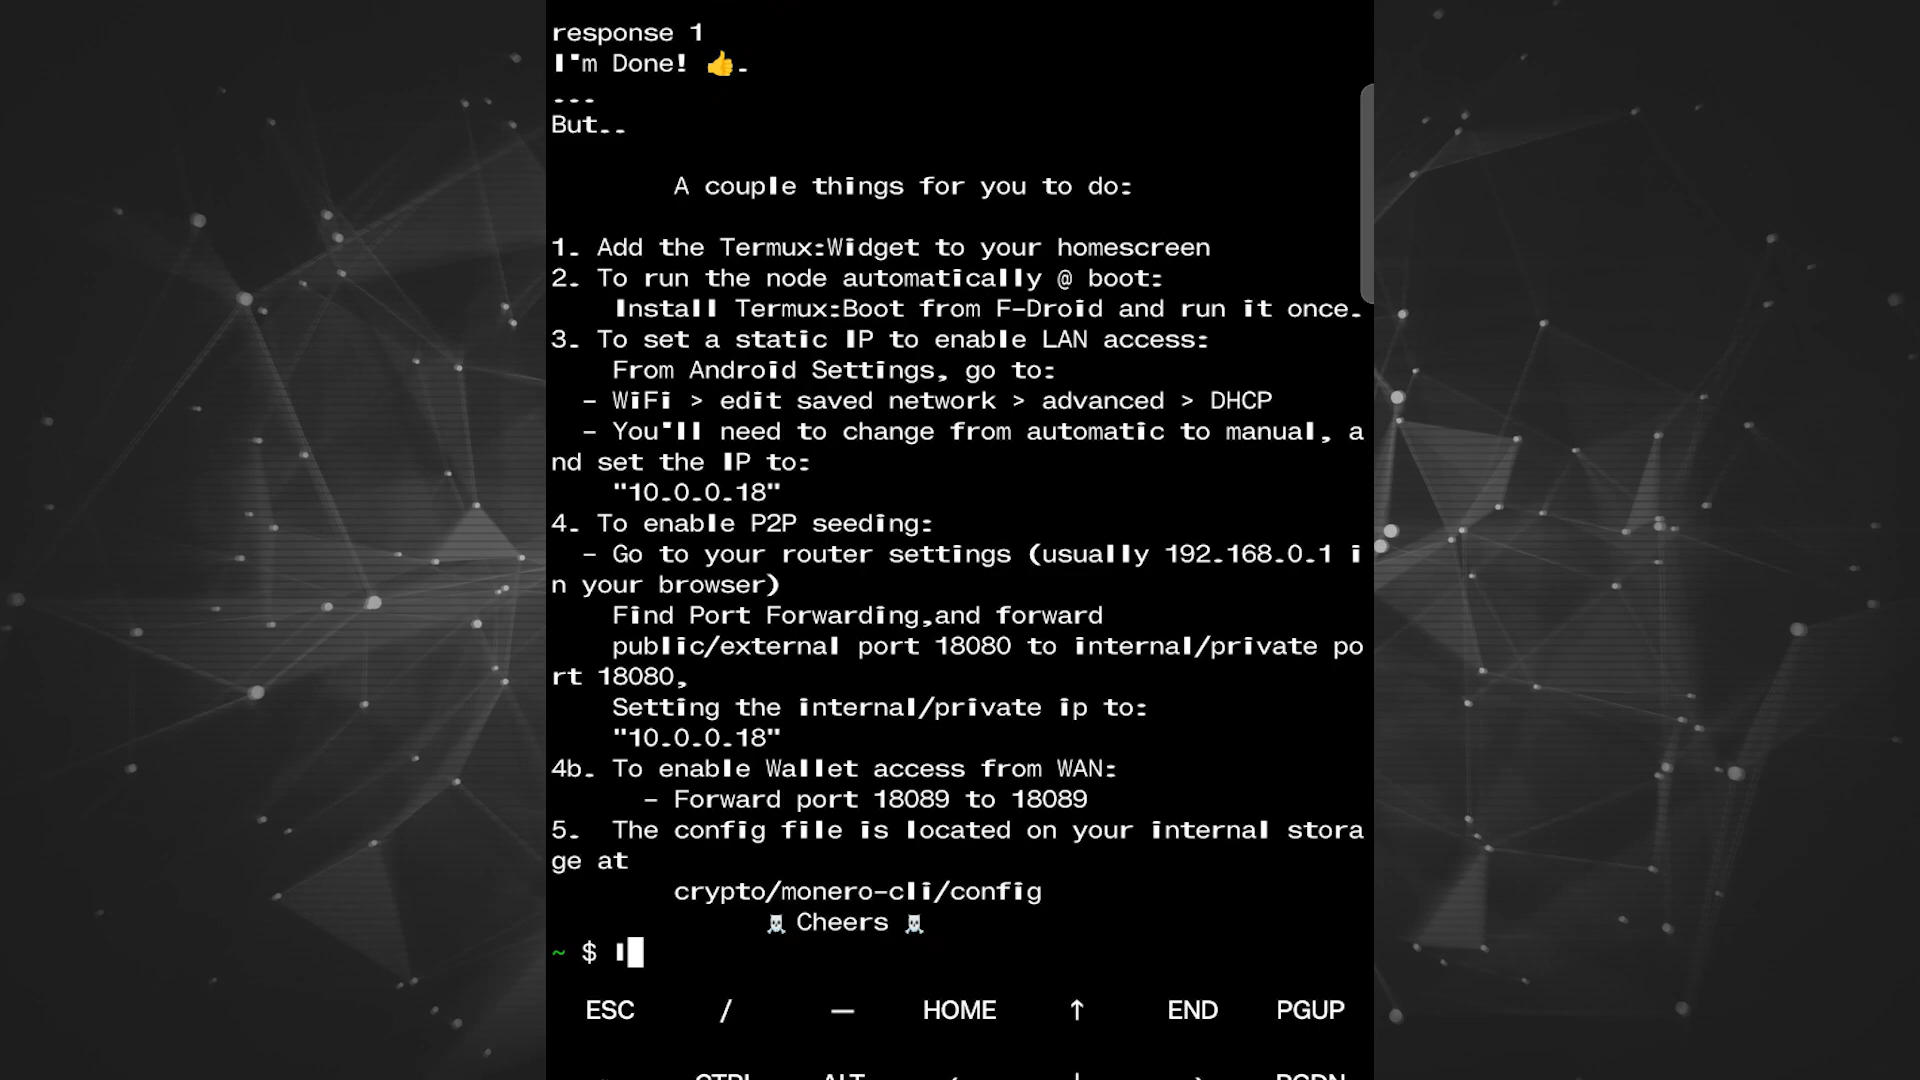 response 1
I'm Done! 👍.
---
But..
A couple things for you to do:
1. Add the Termux:Widget to your homescreen
2. To run the node automatically @ boot:
Install Termux:Boot from F-Droid and run it once.
3. To set a static IP to enable LAN access:
From Android Settings, go to:
- WiFi > edit saved network > advanced > DHCP
- You'll need to change from automatic to manual, a
nd set the IP to:
"10.0.0.18"
4. To enable P2P seeding:
- Go to your router settings (usually 192.168.0.1 i
n your browser)
Find Port Forwarding,and forward
public/external port 18080 to internal/private po
rt 18080,
Setting the internal/private ip to:
"10.0.0.18"
4b. To enable Wallet access from WAN:
- Forward port 18089 to 18089
5. The config file is located on your internal stora
ge at
crypto/monero-cli/config
☠ Cheers ☠
~ $ l
ESC / — HOME ↑ END PGUP
CTRL ALT ← ↓ → PGDN